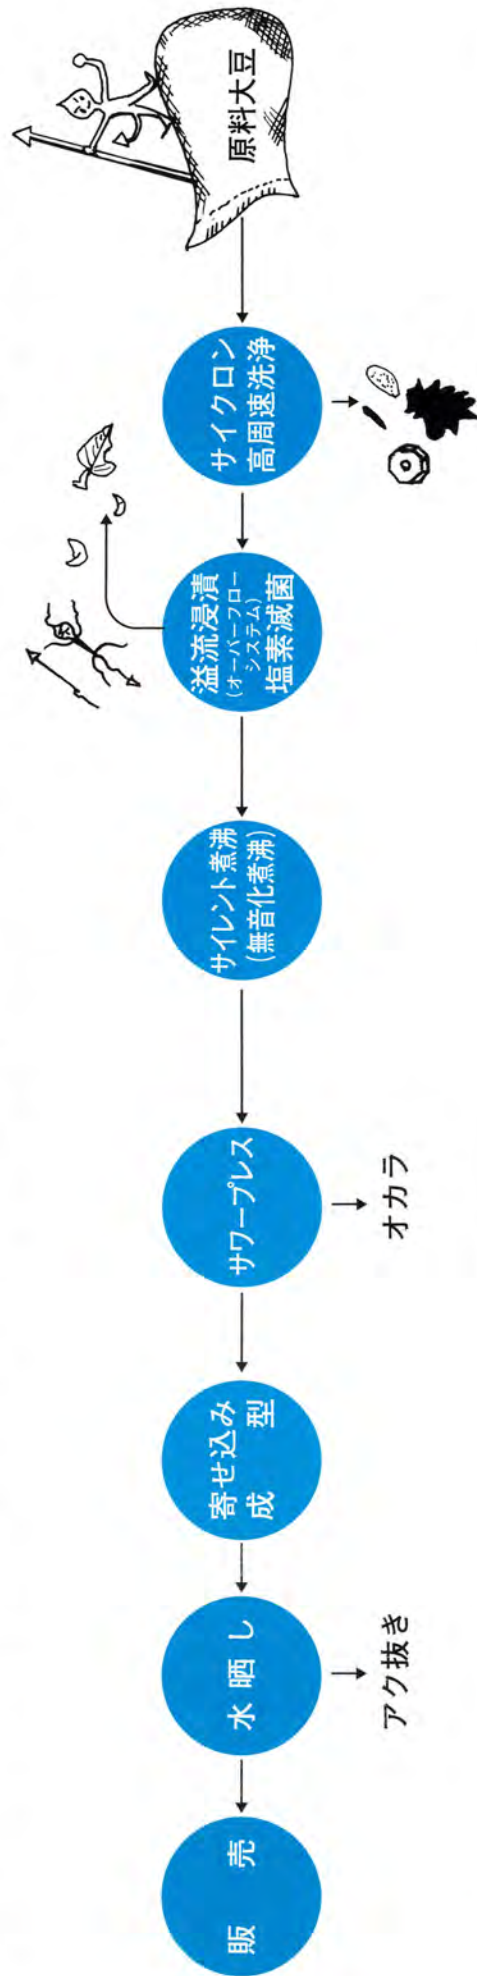 原料大豆
サイクロン
高周速洗浄
溢流浸漬
(オーバーフロー
システム)
塩素滅菌
サイレント煮沸
(無音化煮沸)
サワープレス
オカラ
寄せ込み
成　型
水晒し
アク抜き
販　売